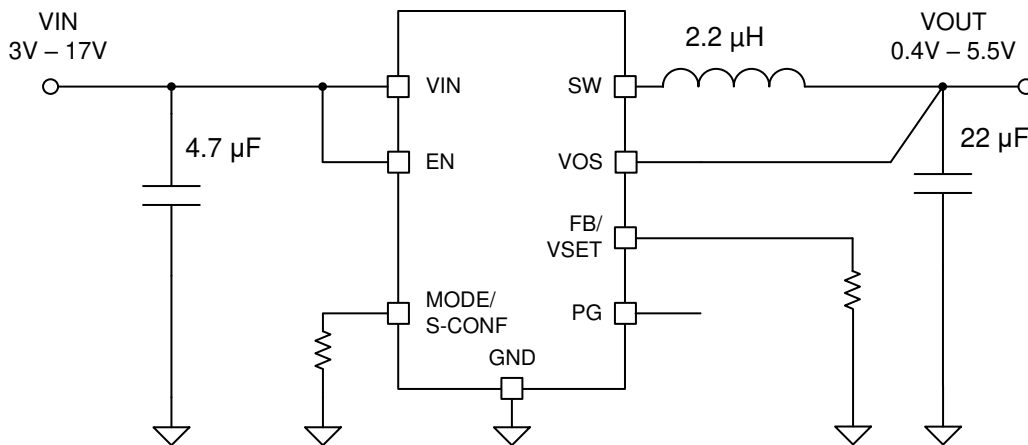 VIN
3V – 17V
4.7 µF
VIN
EN
MODE/
S-CONF
GND
SW
VOS
FB/
VSET
PG
2.2 µH
VOUT
0.4V – 5.5V
22 µF